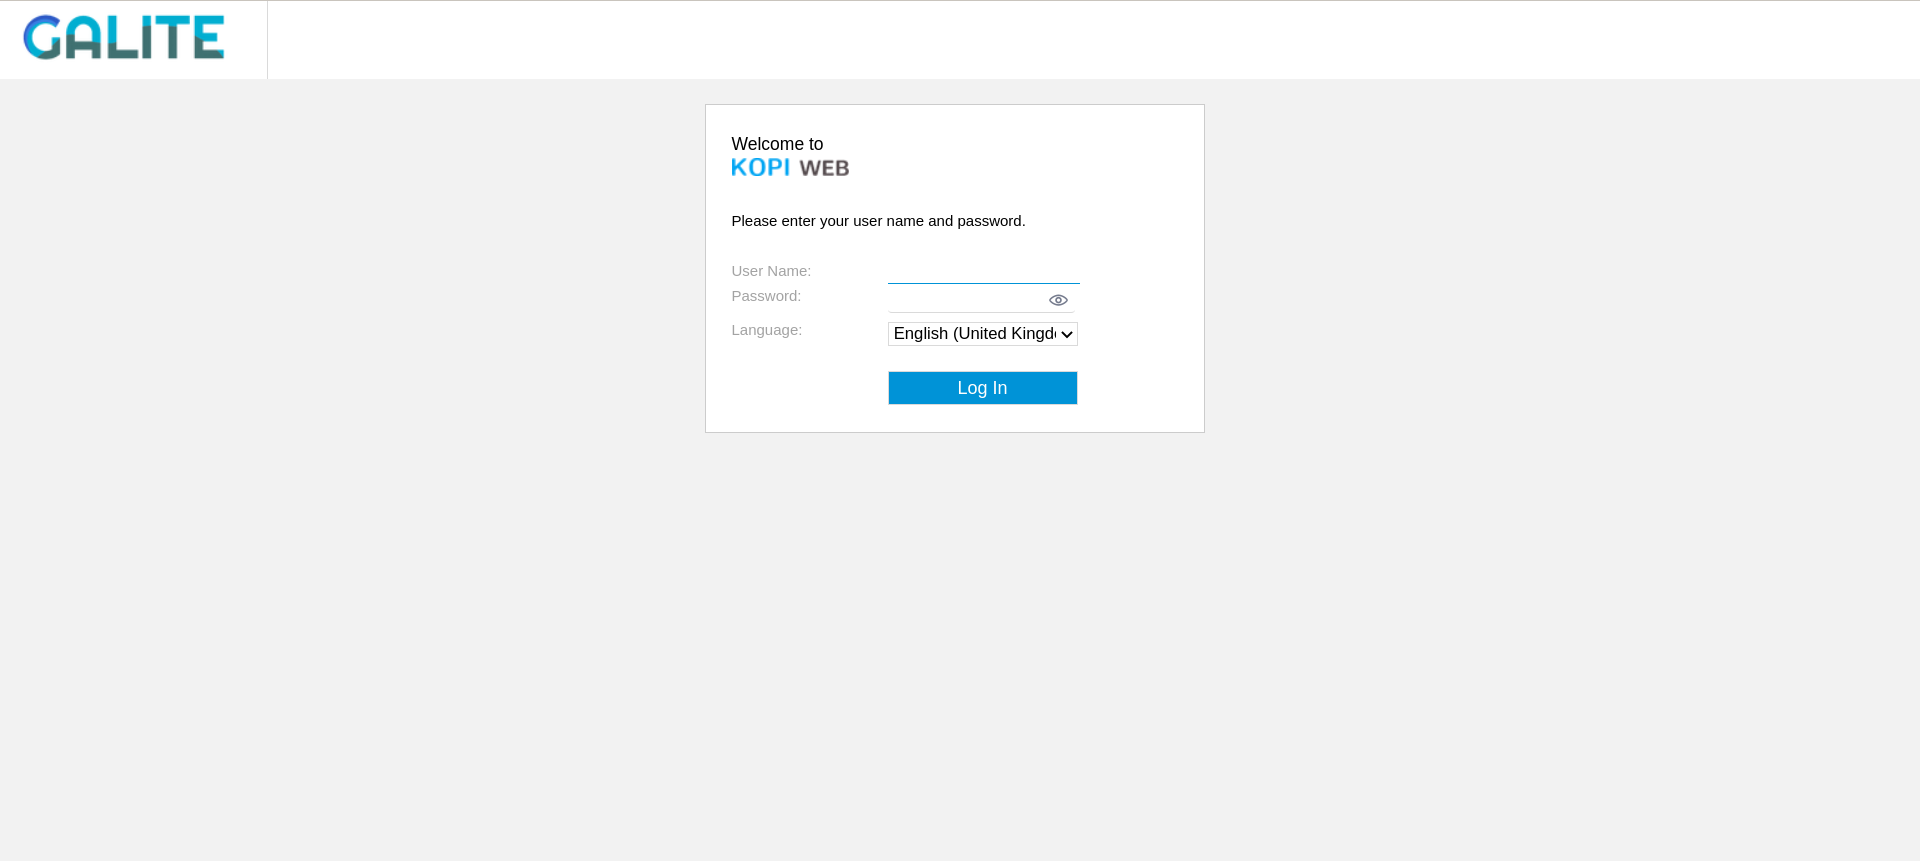 GALITE
Welcome to
KOPI WEB
Please enter your user name and password.
User Name:
Password:
Language:
English (United Kingd
Log In